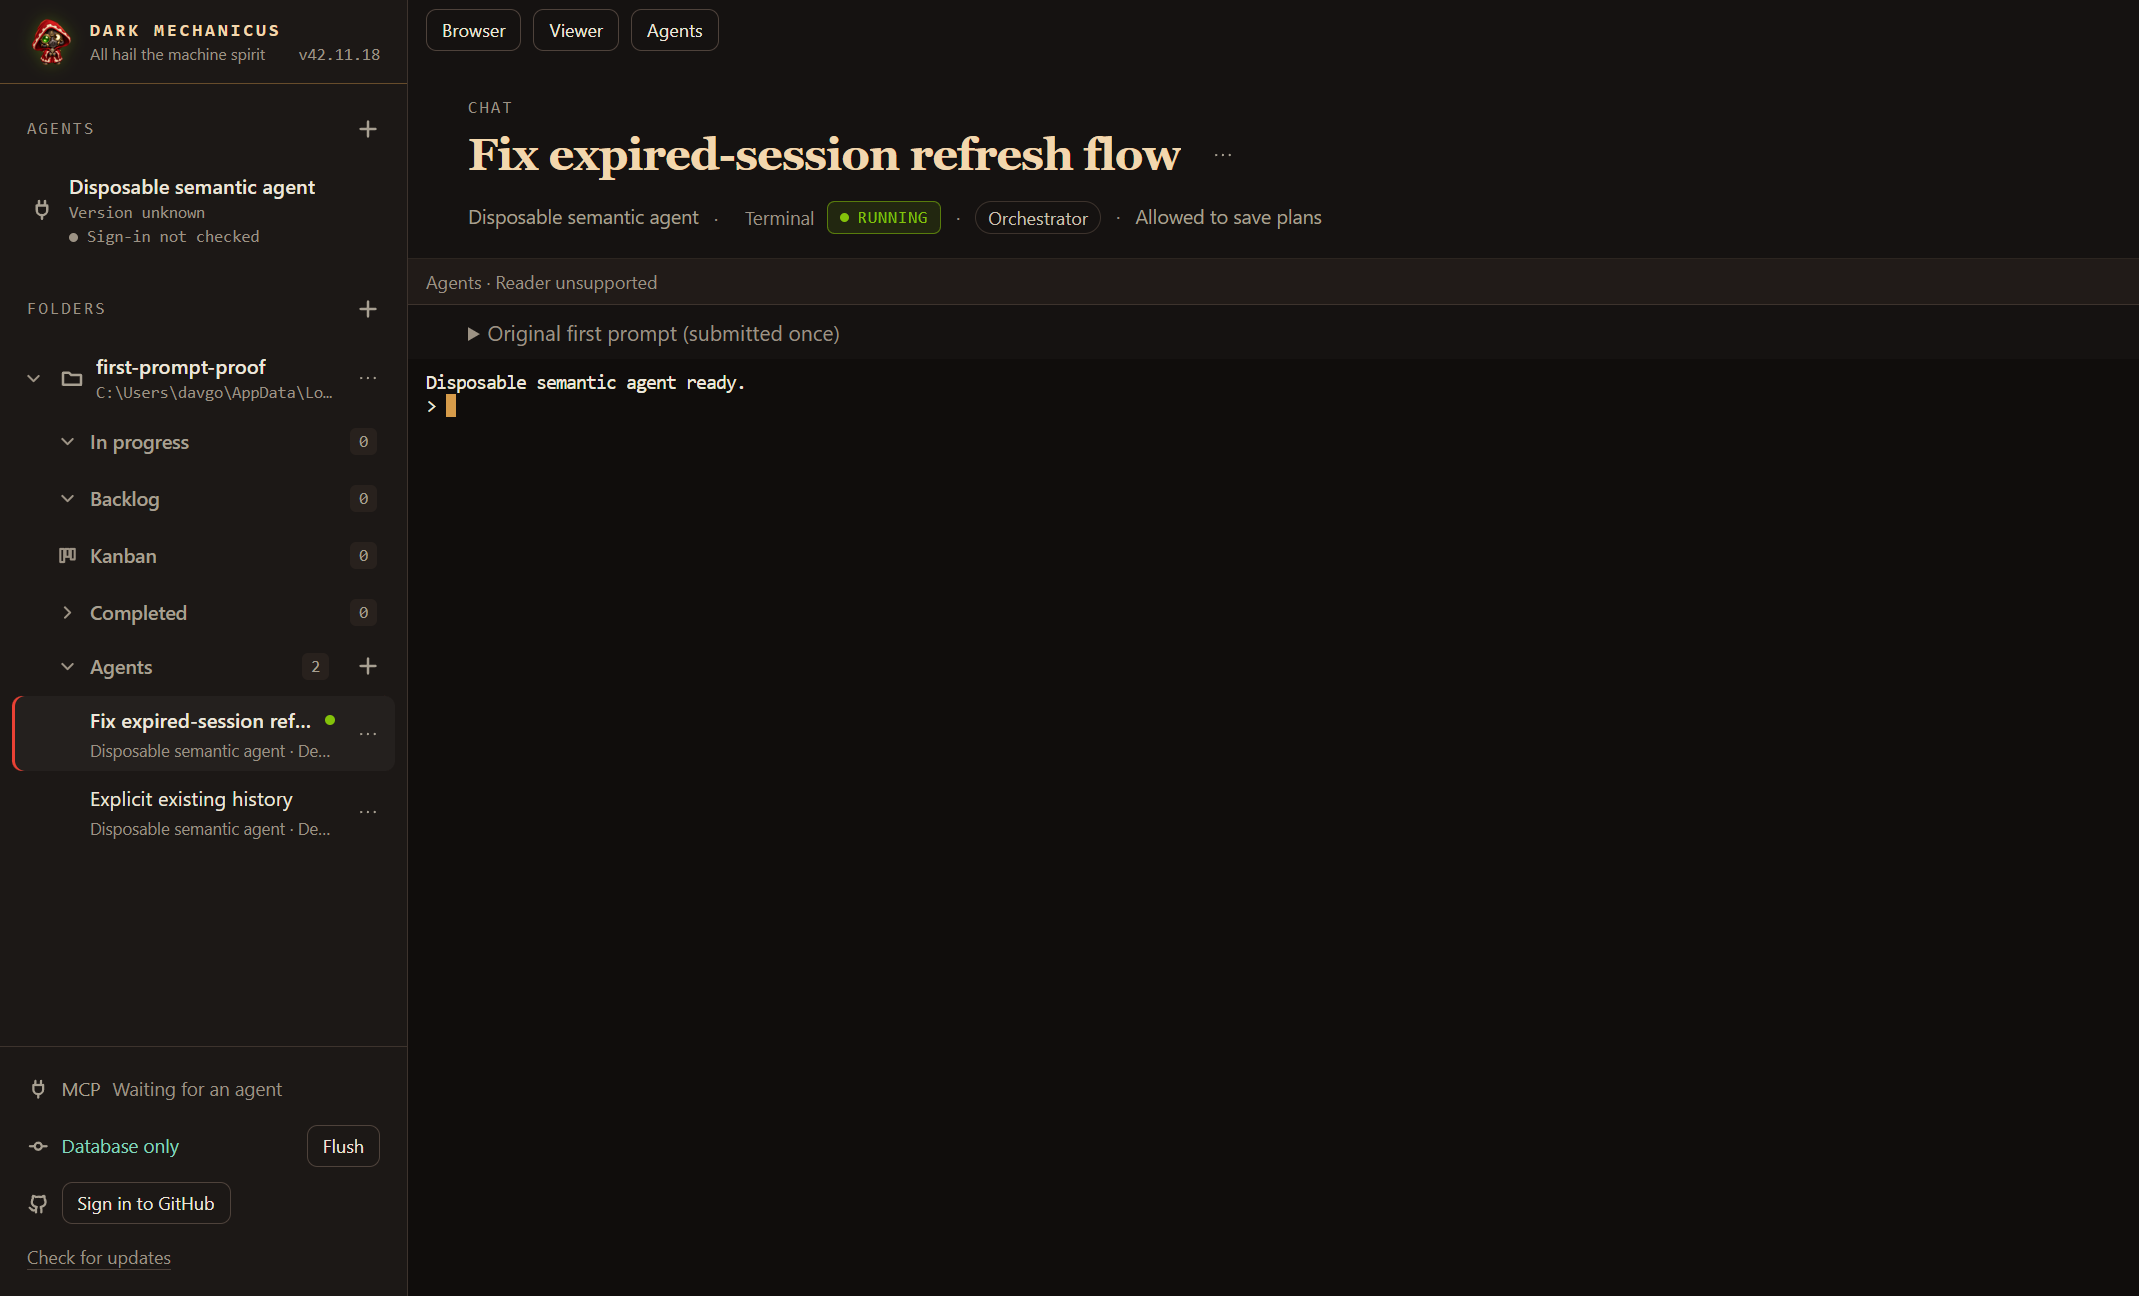 DARK MECHANICUS
All hail the machine spirit v42.11.18
AGENTS
Disposable semantic agent
Version unknown
Sign-in not checked
FOLDERS
first-prompt-proof
C:\Users\davgo\AppData\Lo…
In progress 0
Backlog 0
Kanban 0
Completed 0
Agents 2
Fix expired-session ref…
Disposable semantic agent · De…
Explicit existing history
Disposable semantic agent · De…
MCP Waiting for an agent
Database only Flush
Sign in to GitHub
Check for updates
Browser Viewer Agents
CHAT
Fix expired-session refresh flow
Disposable semantic agent · Terminal RUNNING · Orchestrator · Allowed to save plans
Agents · Reader unsupported
Original first prompt (submitted once)
Disposable semantic agent ready.
>